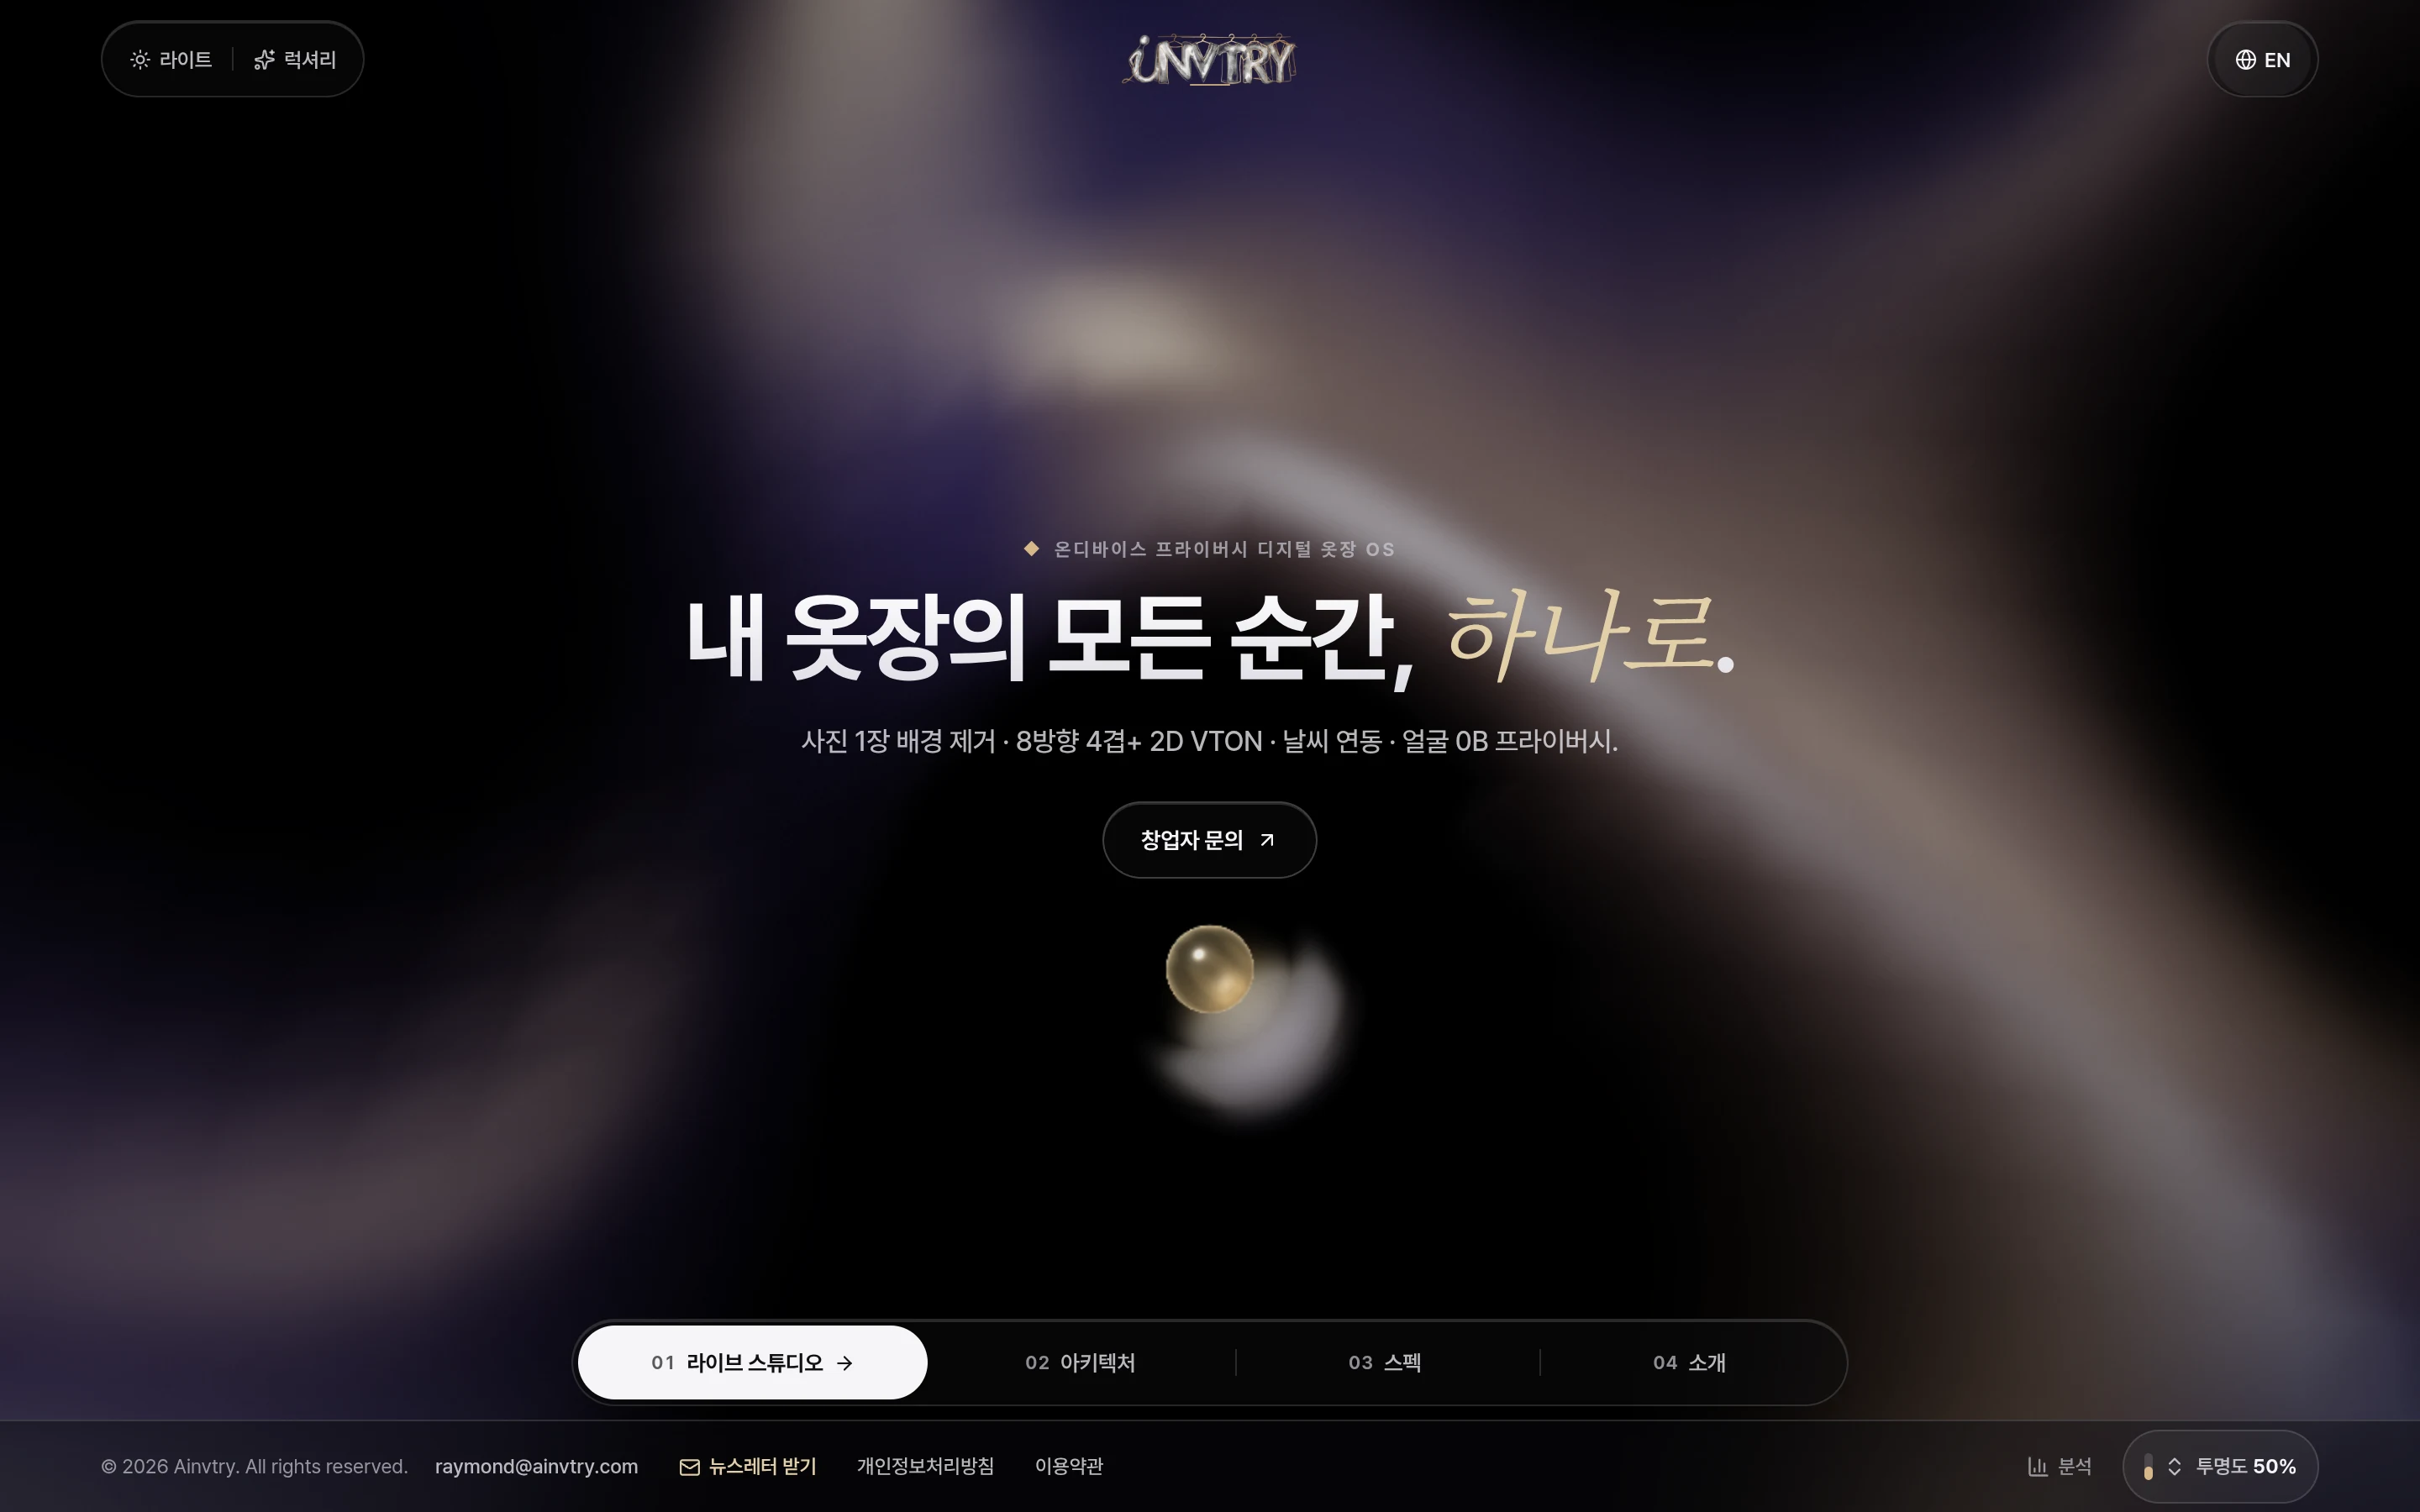 라이트 럭셔리
iNVTRY
EN
온디바이스 프라이버시 디지털 옷장 OS
내 옷장의 모든 순간, 하나로.
사진 1장 배경 제거 · 8방향 4겹+ 2D VTON · 날씨 연동 · 얼굴 0B 프라이버시.
창업자 문의
01 라이브 스튜디오 → 02 아키텍처 03 스펙 04 소개
© 2026 Ainvtry. All rights reserved. raymond@ainvtry.com 뉴스레터 받기 개인정보처리방침 이용약관 분석 투명도 50%